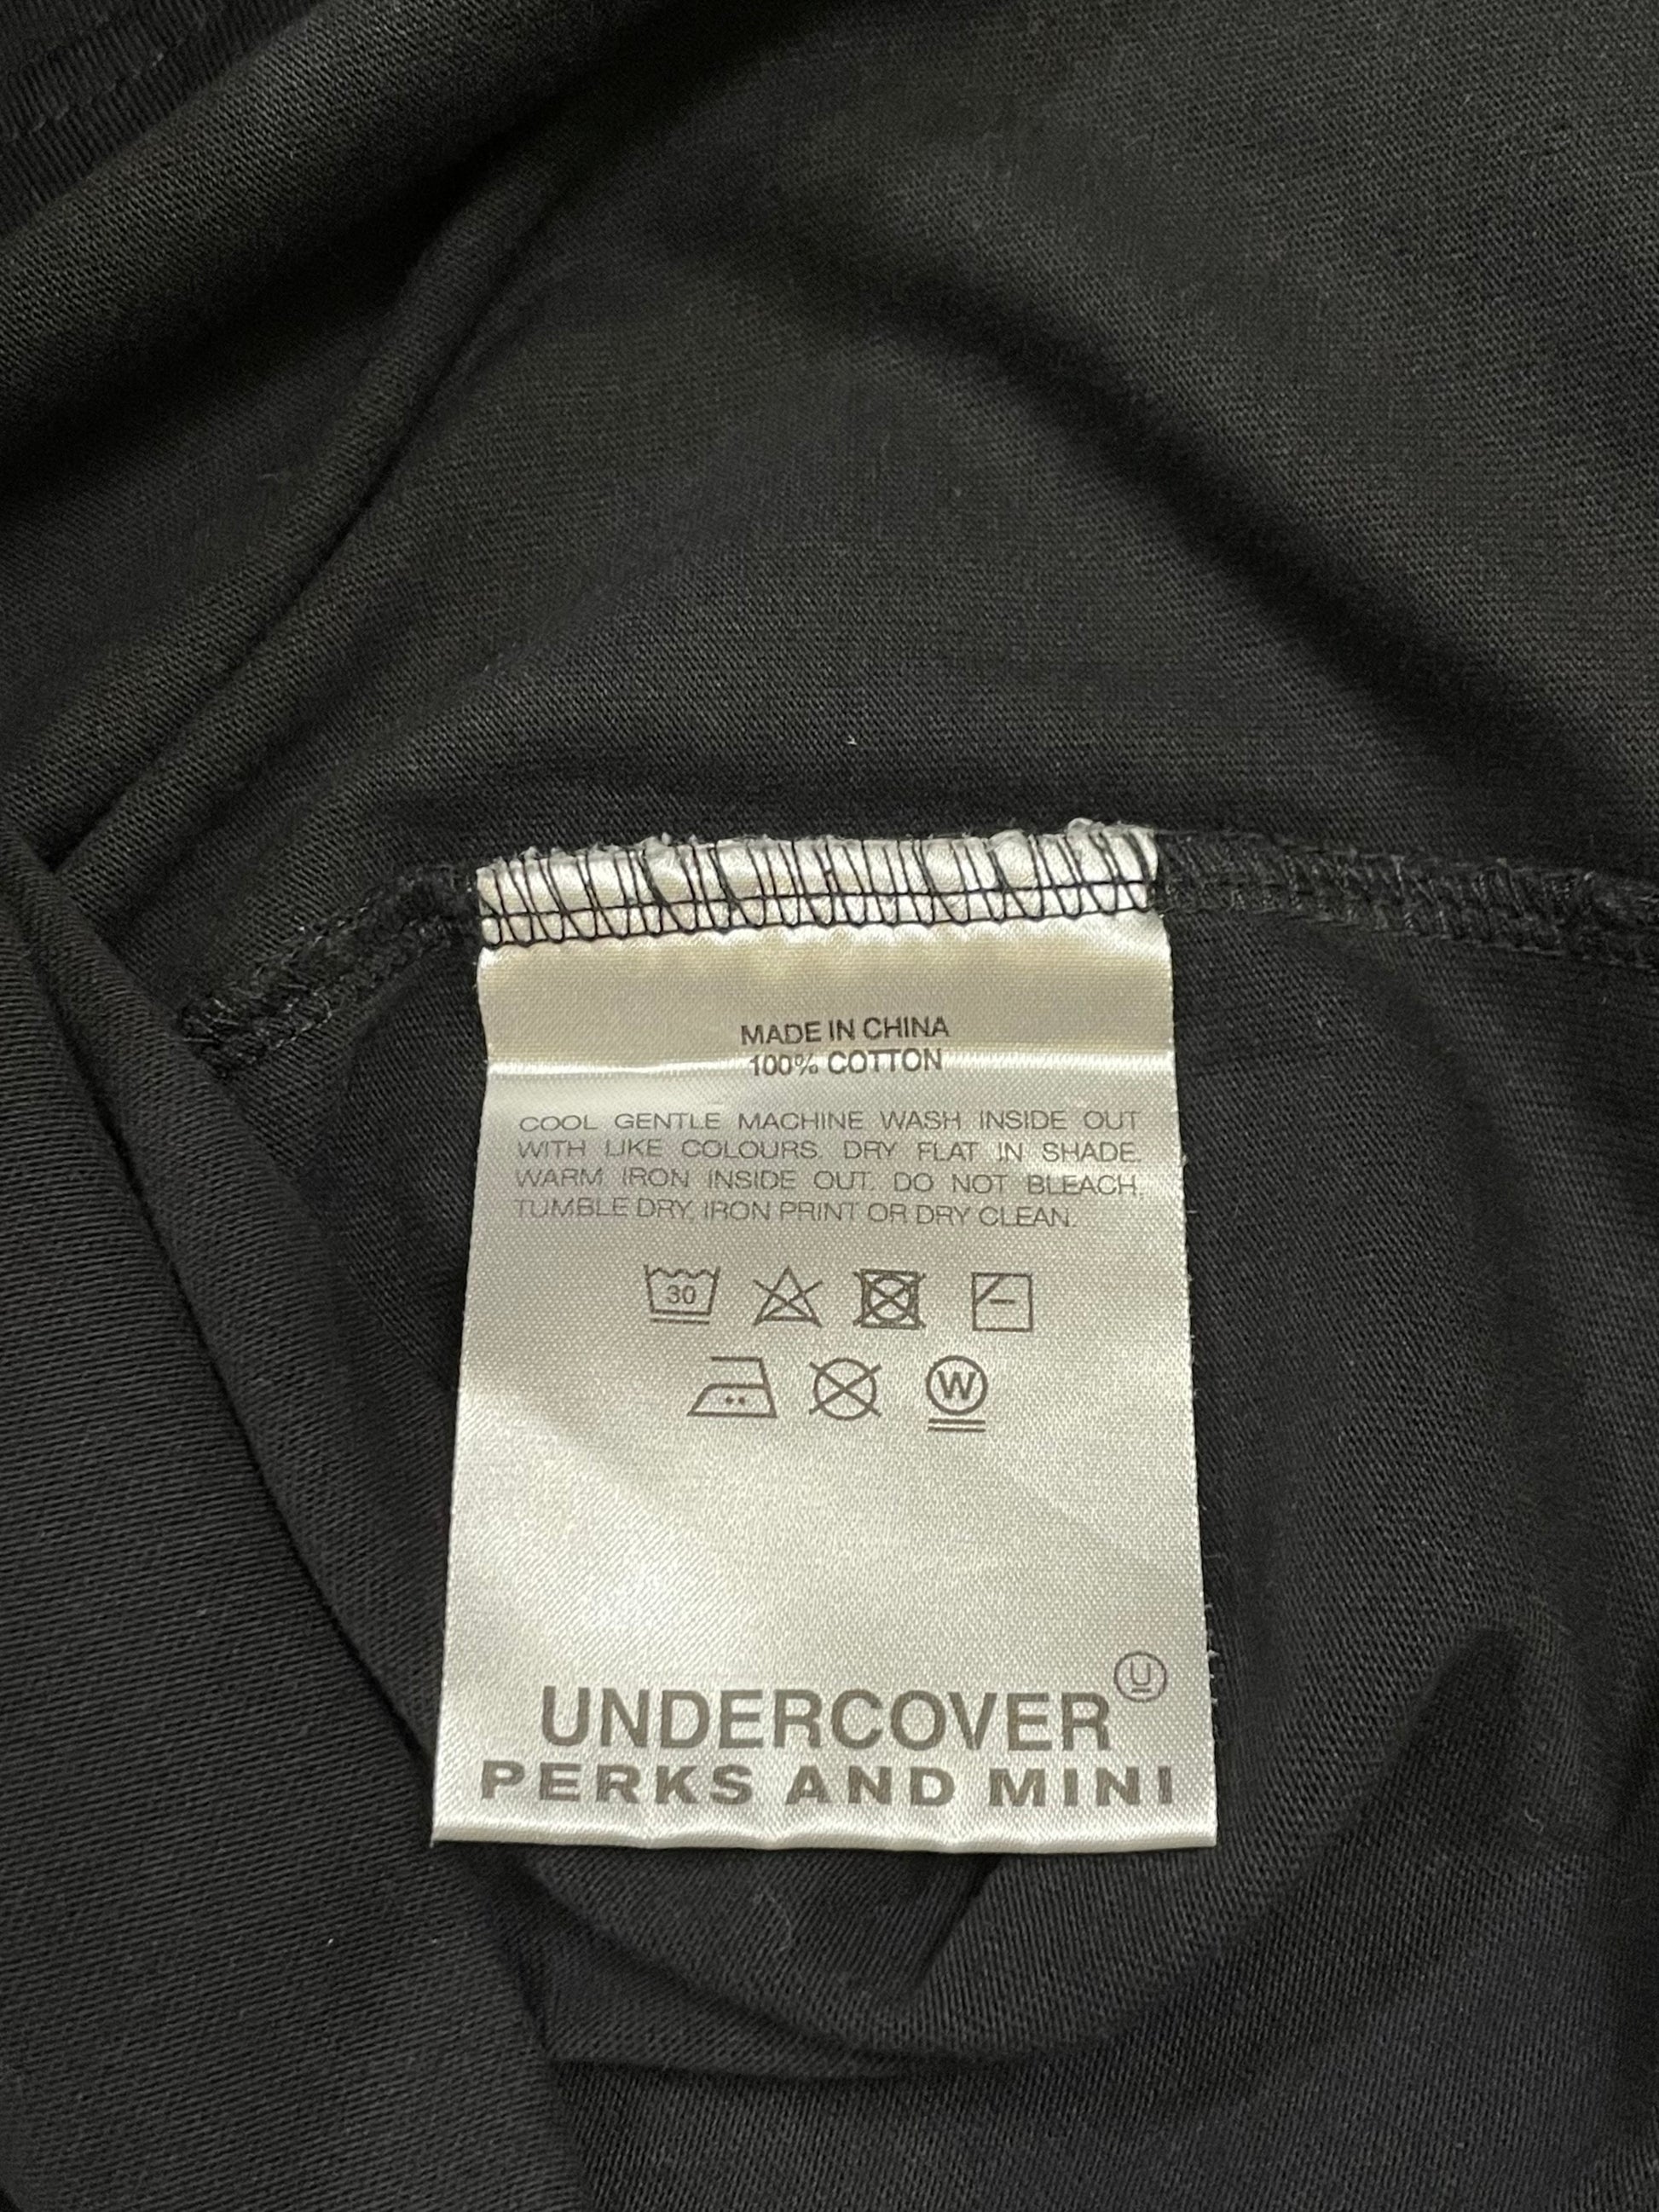 MADE IN CHINA
100% COTTON
COOL GENTLE MACHINE WASH INSIDE OUT
WITH LIKE COLOURS. DRY FLAT IN SHADE.
WARM IRON INSIDE OUT. DO NOT BLEACH,
TUMBLE DRY, IRON PRINT OR DRY CLEAN.
30
W
U
UNDERCOVER
PERKS AND MINI